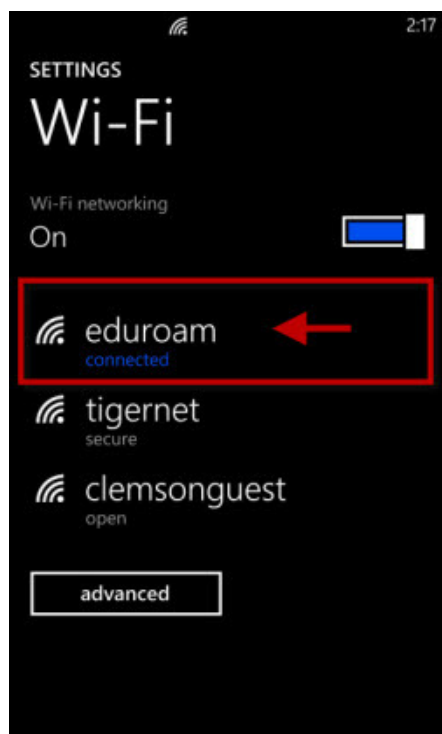 2:17
SETTINGS
Wi-Fi
Wi-Fi networking
On
eduroam
connected
tigernet
secure
clemsonguest
open
advanced